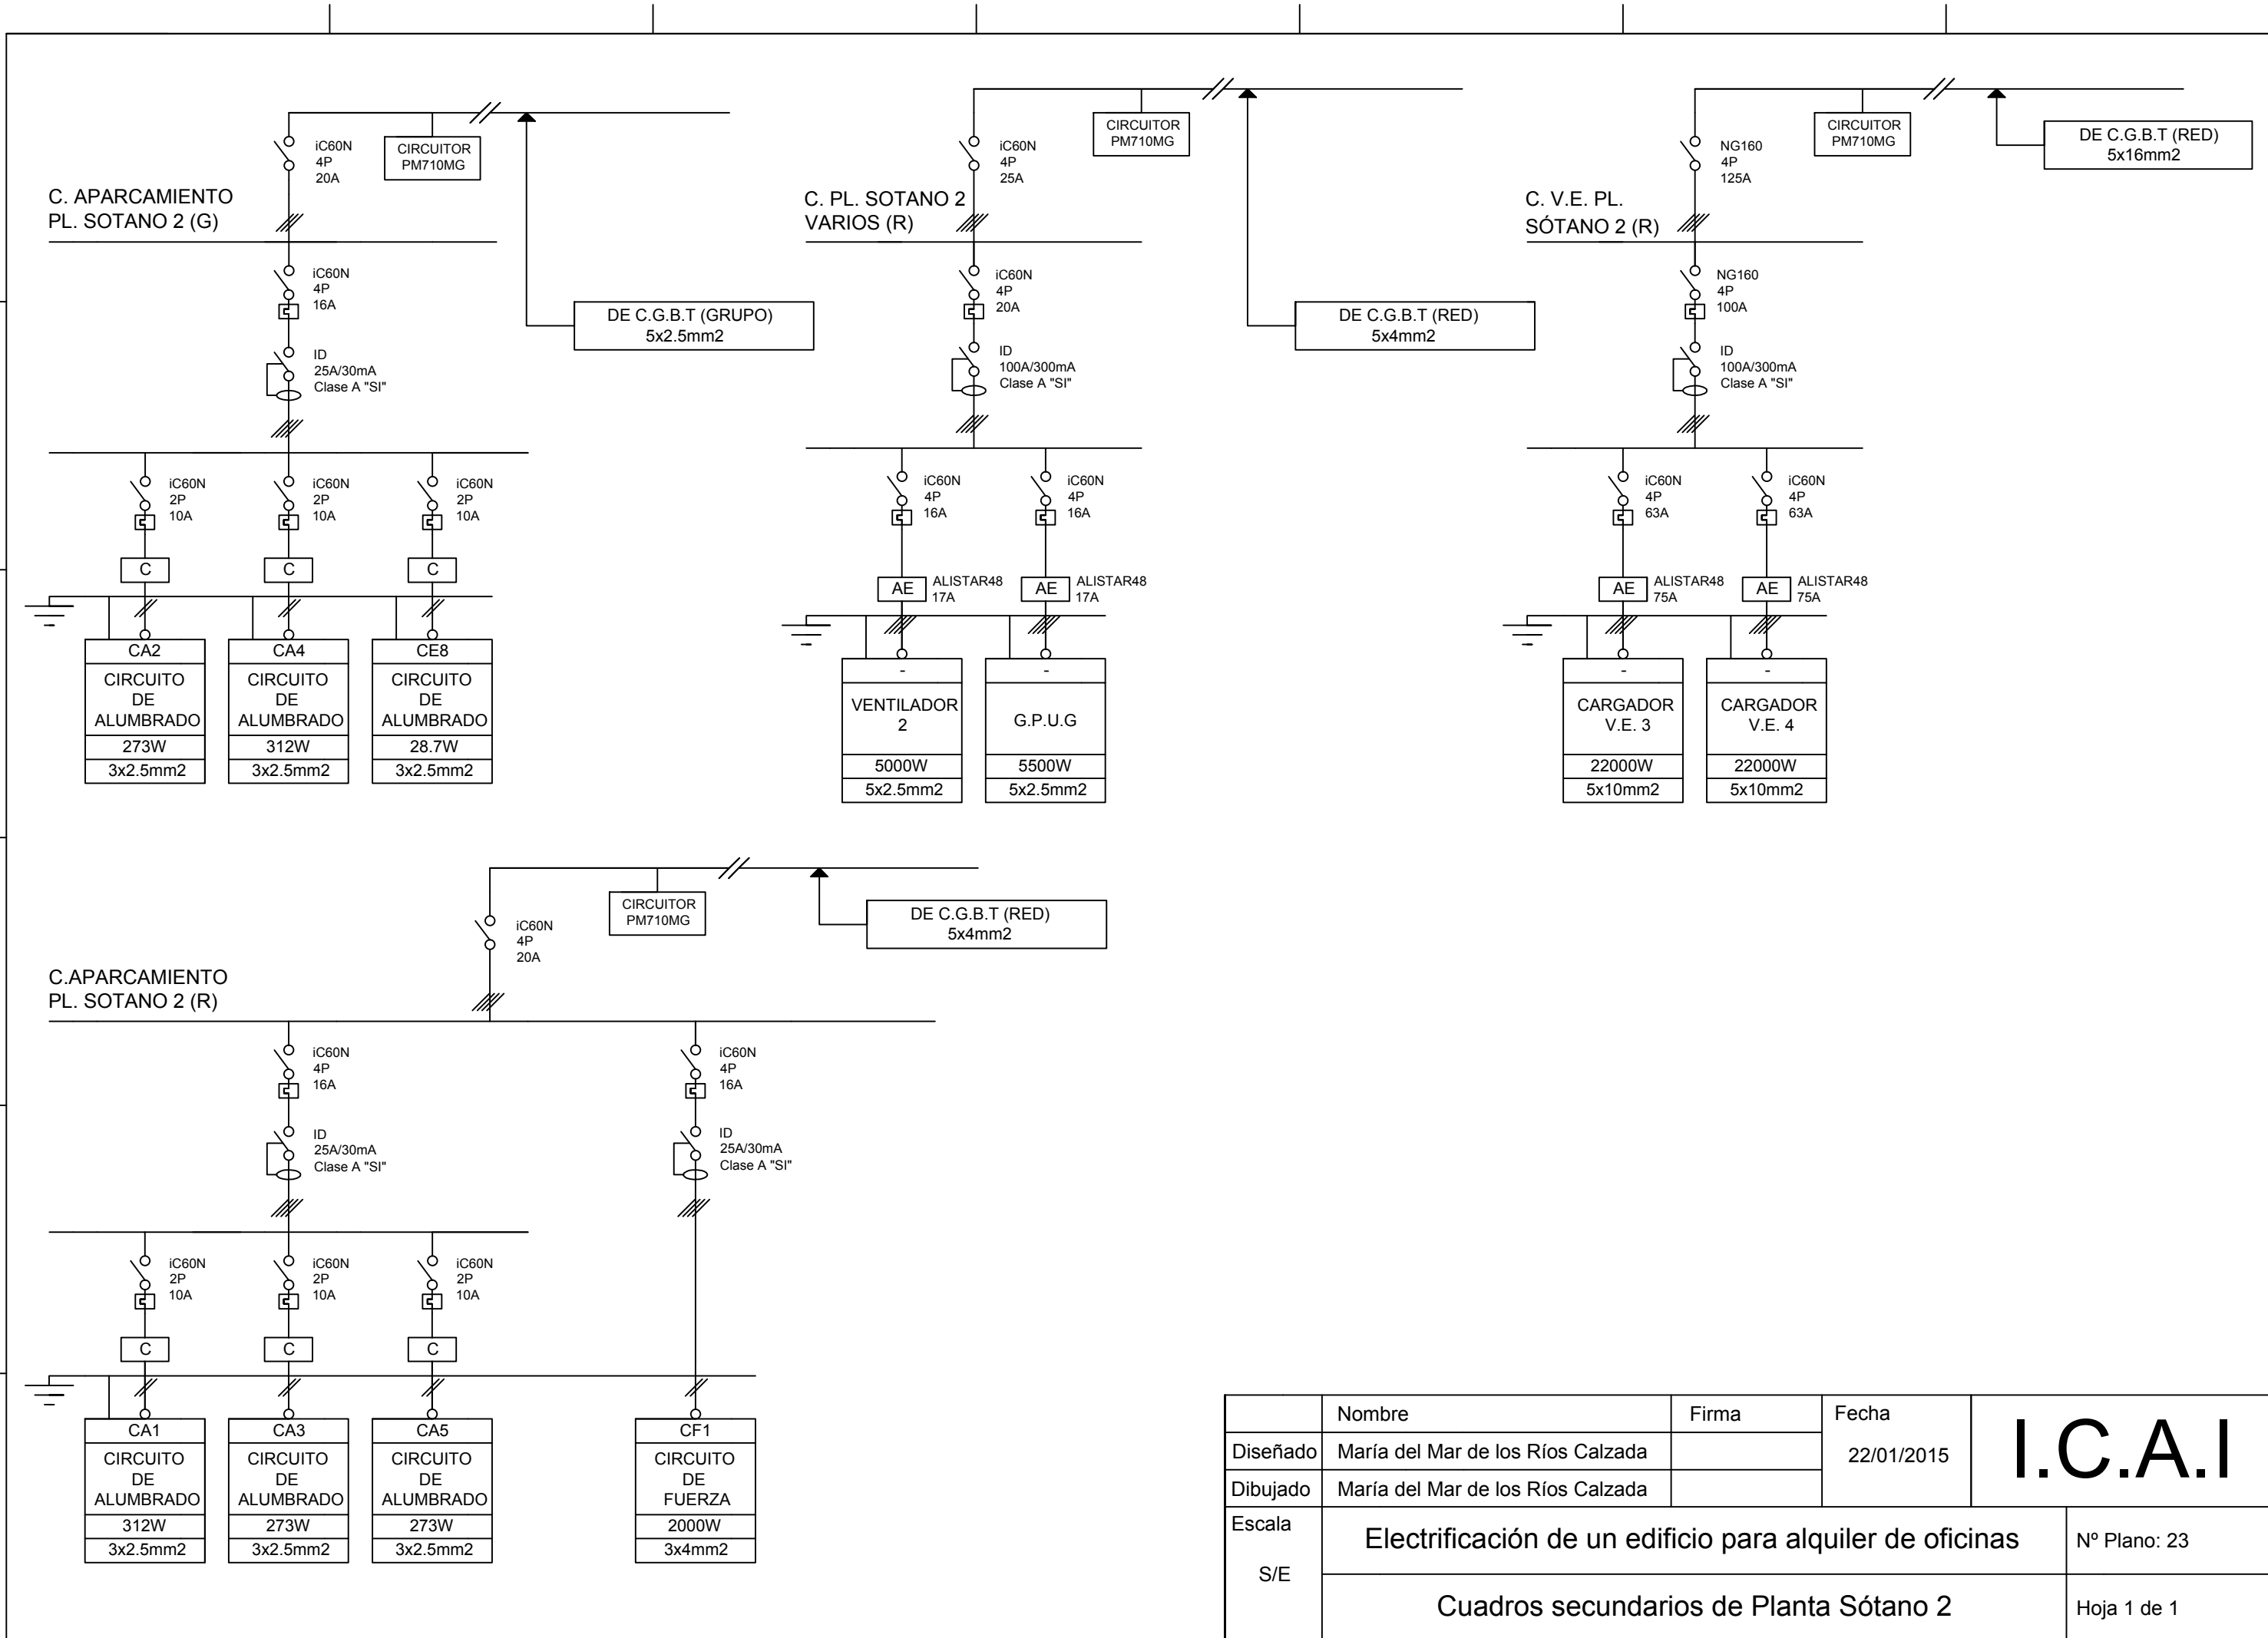 C. APARCAMIENTO
PL. SOTANO 2 (G)
iC60N
4P
20A
CIRCUITOR
PM710MG
DE C.G.B.T (GRUPO)
5x2.5mm2
iC60N
4P
16A
ID
25A/30mA
Clase A "SI"
iC60N
2P
10A
iC60N
2P
10A
iC60N
2P
10A
C
C
C
CA2
CIRCUITO
DE
ALUMBRADO
273W
3x2.5mm2
CA4
CIRCUITO
DE
ALUMBRADO
312W
3x2.5mm2
CE8
CIRCUITO
DE
ALUMBRADO
28.7W
3x2.5mm2
C. PL. SOTANO 2
VARIOS (R)
iC60N
4P
25A
CIRCUITOR
PM710MG
DE C.G.B.T (RED)
5x4mm2
iC60N
4P
20A
ID
100A/300mA
Clase A "SI"
iC60N
4P
16A
iC60N
4P
16A
AE
ALISTAR48
17A
AE
ALISTAR48
17A
-
VENTILADOR
2
5000W
5x2.5mm2
-
G.P.U.G
5500W
5x2.5mm2
C. V.E. PL.
SÓTANO 2 (R)
NG160
4P
125A
CIRCUITOR
PM710MG
DE C.G.B.T (RED)
5x16mm2
NG160
4P
100A
ID
100A/300mA
Clase A "SI"
iC60N
4P
63A
iC60N
4P
63A
AE
ALISTAR48
75A
AE
ALISTAR48
75A
-
CARGADOR
V.E. 3
22000W
5x10mm2
-
CARGADOR
V.E. 4
22000W
5x10mm2
C.APARCAMIENTO
PL. SOTANO 2 (R)
iC60N
4P
20A
CIRCUITOR
PM710MG
DE C.G.B.T (RED)
5x4mm2
iC60N
4P
16A
ID
25A/30mA
Clase A "SI"
iC60N
4P
16A
ID
25A/30mA
Clase A "SI"
iC60N
2P
10A
iC60N
2P
10A
iC60N
2P
10A
C
C
C
CA1
CIRCUITO
DE
ALUMBRADO
312W
3x2.5mm2
CA3
CIRCUITO
DE
ALUMBRADO
273W
3x2.5mm2
CA5
CIRCUITO
DE
ALUMBRADO
273W
3x2.5mm2
CF1
CIRCUITO
DE
FUERZA
2000W
3x4mm2
Nombre
Firma
Fecha
Diseñado
María del Mar de los Ríos Calzada
22/01/2015
Dibujado
María del Mar de los Ríos Calzada
I.C.A.I
Escala
S/E
Electrificación de un edificio para alquiler de oficinas
Nº Plano: 23
Cuadros secundarios de Planta Sótano 2
Hoja 1 de 1